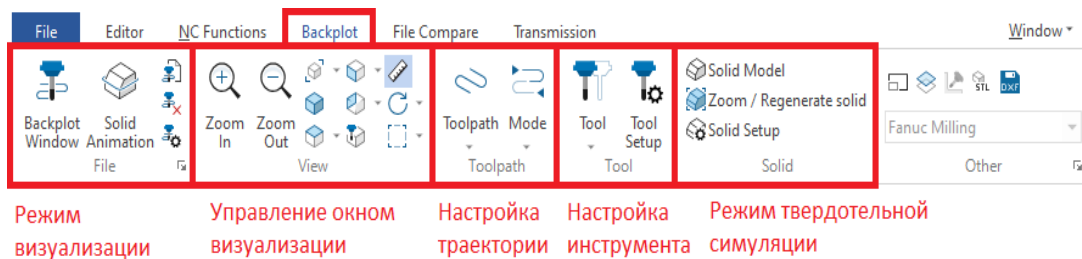 File Editor NC Functions Backplot File Compare Transmission Window
Backplot Window
Solid Animation
File
Zoom In
Zoom Out
View
Toolpath
Mode
Toolpath
Tool
Tool Setup
Tool
Solid Model
Zoom / Regenerate solid
Solid Setup
Solid
STL
DXF
Fanuc Milling
Other
Режим
визуализации
Управление окном
визуализации
Настройка
траектории
Настройка
инструмента
Режим твердотельной
симуляции